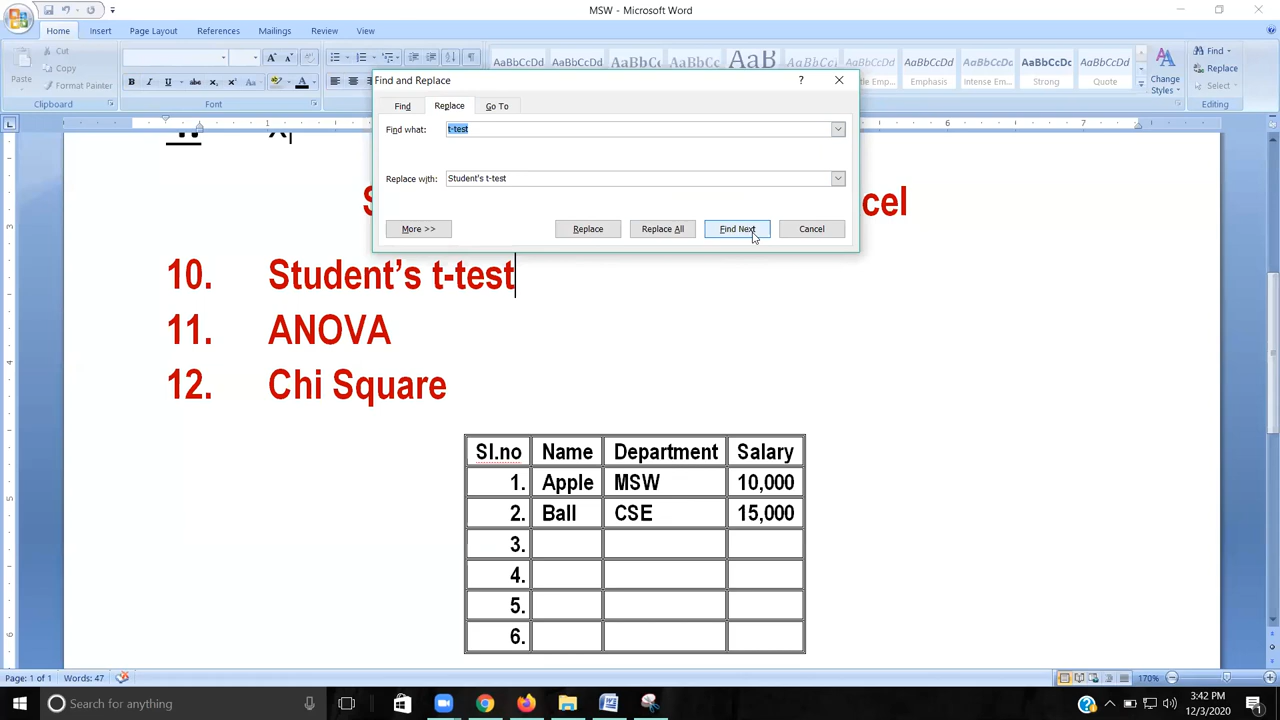 MSW - Microsoft Word
Home Insert Page Layout References Mailings Review View
Paste
Cut
Copy
Format Painter
Clipboard
Font
AaBbCcDd AaBbCcDd AaBbCc AaBbCc AaB AaBbCc. AaBbCcDd AaBbCcDd AaBbCcDd AaBbCcDd
Emphasis Intense Em... Strong Quote
Change Styles
Find
Replace
Select
Editing
Find and Replace
Find Replace Go To
Find what: t-test
Replace with: Student's t-test
More >> Replace Replace All Find Next Cancel
cel
10. Student’s t-test
11. ANOVA
12. Chi Square
Sl.no Name Department Salary
1. Apple MSW 10,000
2. Ball CSE 15,000
3.
4.
5.
6.
Page: 1 of 1 Words: 47 170%
Search for anything
3:42 PM
12/3/2020